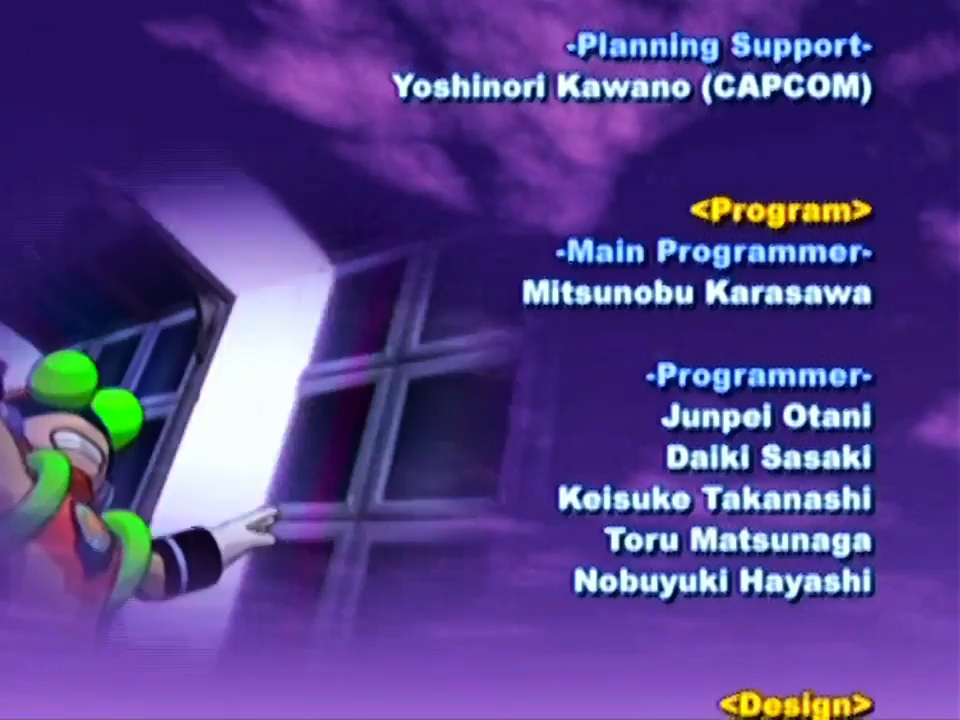 -Planning Support-
Yoshinori Kawano (CAPCOM)
<Program>
-Main Programmer-
Mitsunobu Karasawa
-Programmer-
Junpei Otani
Daiki Sasaki
Keisuke Takanashi
Toru Matsunaga
Nobuyuki Hayashi
<Design>